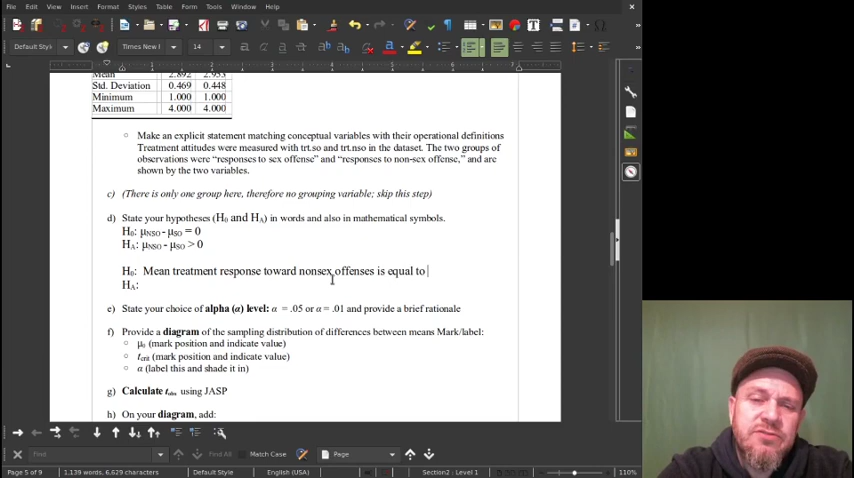 File Edit View Insert Format Styles Table Form Tools Window Help
Default Styl Times New 14
1 2 3 4 5 6 7
Mean 2.892 2.953
Std. Deviation 0.469 0.448
Minimum 1.000 1.000
Maximum 4.000 4.000
◦ Make an explicit statement matching conceptual variables with their operational definitions
Treatment attitudes were measured with trt.so and trt.nso in the dataset. The two groups of
observations were “responses to sex offense” and “responses to non-sex offense,” and are
shown by the two variables.
c) (There is only one group here, therefore no grouping variable; skip this step)
d) State your hypotheses (H0 and HA) in words and also in mathematical symbols.
H0: μNSO - μSO = 0
HA: μNSO - μSO > 0
H0: Mean treatment response toward nonsex offenses is equal to
HA:
e) State your choice of alpha (α) level: α = .05 or α = .01 and provide a brief rationale
f) Provide a diagram of the sampling distribution of differences between means Mark/label:
◦ μ0 (mark position and indicate value)
◦ tcrit (mark position and indicate value)
◦ α (label this and shade it in)
g) Calculate tobs using JASP
h) On your diagram, add:
Find Find All Match Case Page
Page 5 of 9 1,139 words, 6,629 characters Default Style English (USA) Section2 : Level 1 110%